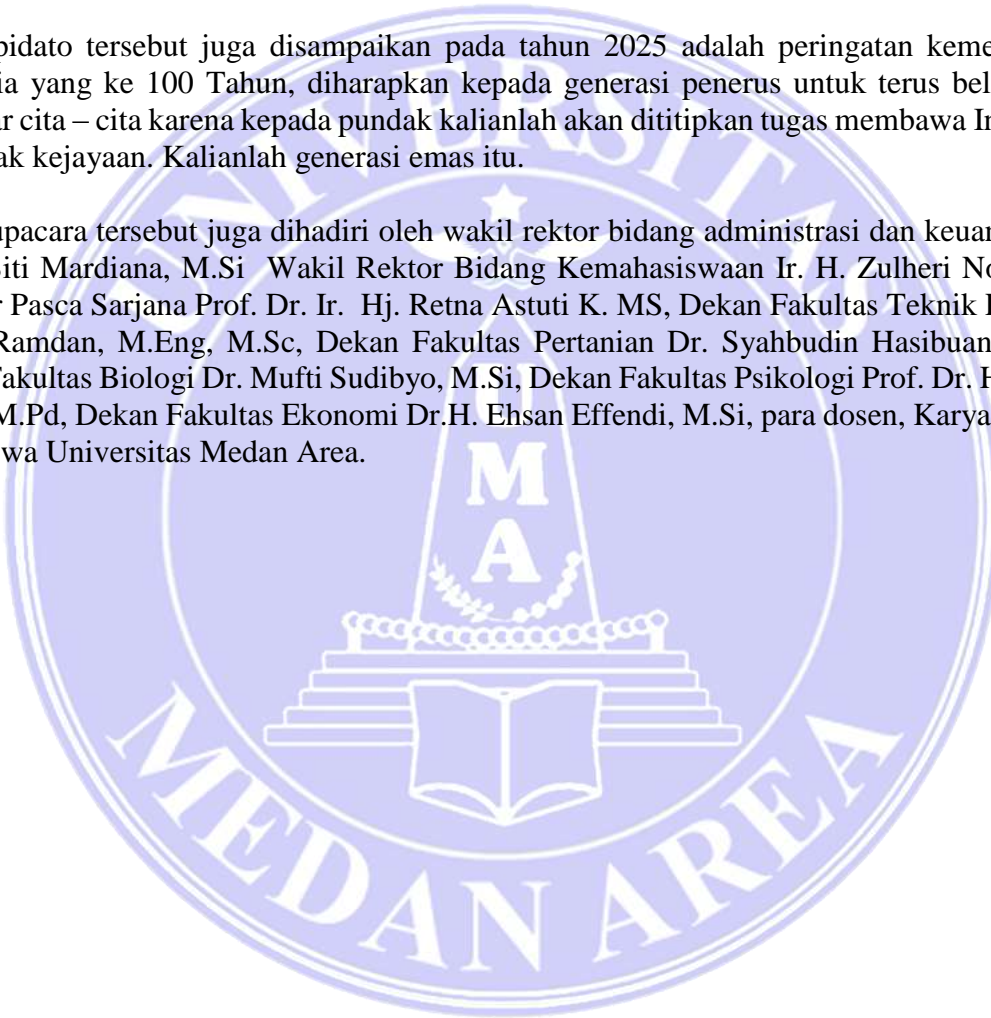 pidato tersebut juga disampaikan pada tahun 2025 adalah peringatan keme
ia yang ke 100 Tahun, diharapkan kepada generasi penerus untuk terus bel
ar cita – cita karena kepada pundak kalianlah akan dititipkan tugas membawa In
ak kejayaan. Kalianlah generasi emas itu.
upacara tersebut juga dihadiri oleh wakil rektor bidang administrasi dan keuan
Siti Mardiana, M.Si Wakil Rektor Bidang Kemahasiswaan Ir. H. Zulheri No
r Pasca Sarjana Prof. Dr. Ir. Hj. Retna Astuti K. MS, Dekan Fakultas Teknik
Ramdan, M.Eng, M.Sc, Dekan Fakultas Pertanian Dr. Syahbudin Hasibuan
Fakultas Biologi Dr. Mufti Sudibyo, M.Si, Dekan Fakultas Psikologi Prof. Dr. H
M.Pd, Dekan Fakultas Ekonomi Dr.H. Ehsan Effendi, M.Si, para dosen, Karya
wa Universitas Medan Area.
UNIVERSITAS
U
M
A
MEDAN AREA